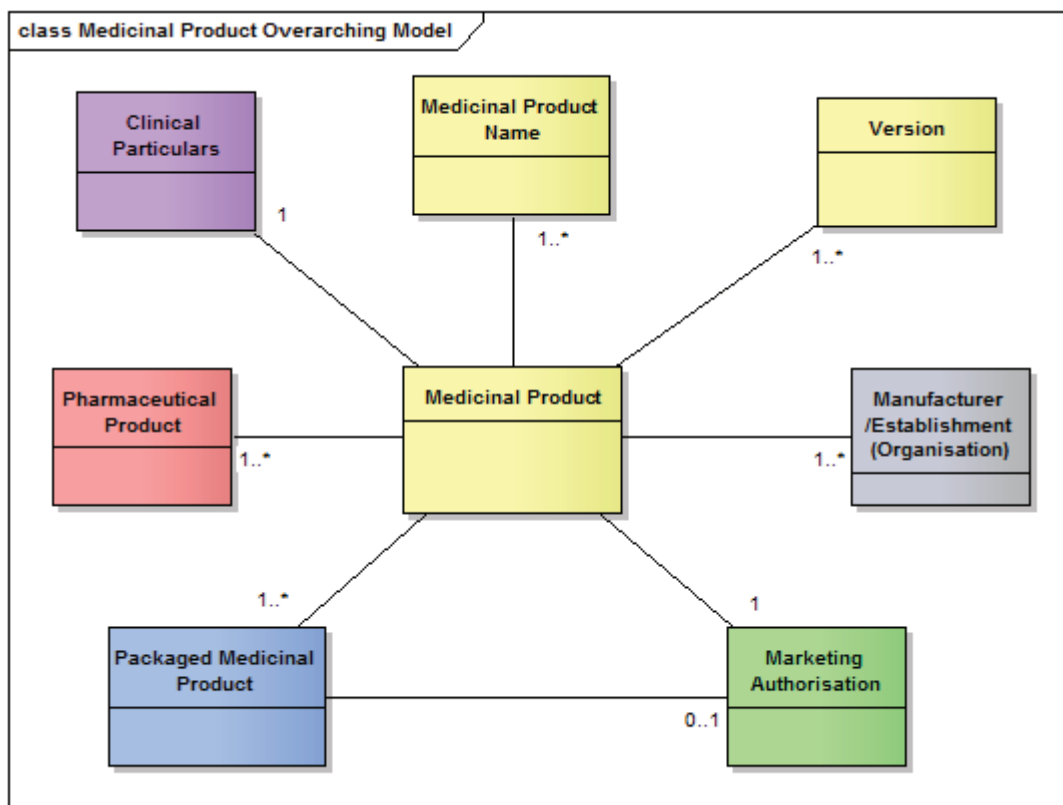 class Medicinal Product Overarching Model
Clinical
Particulars
Medicinal Product
Name
Version
1
1..*
1..*
Pharmaceutical
Product
Medicinal Product
Manufacturer
/Establishment
(Organisation)
1..*
1..*
1..*
1
Packaged Medicinal
Product
Marketing
Authorisation
0..1